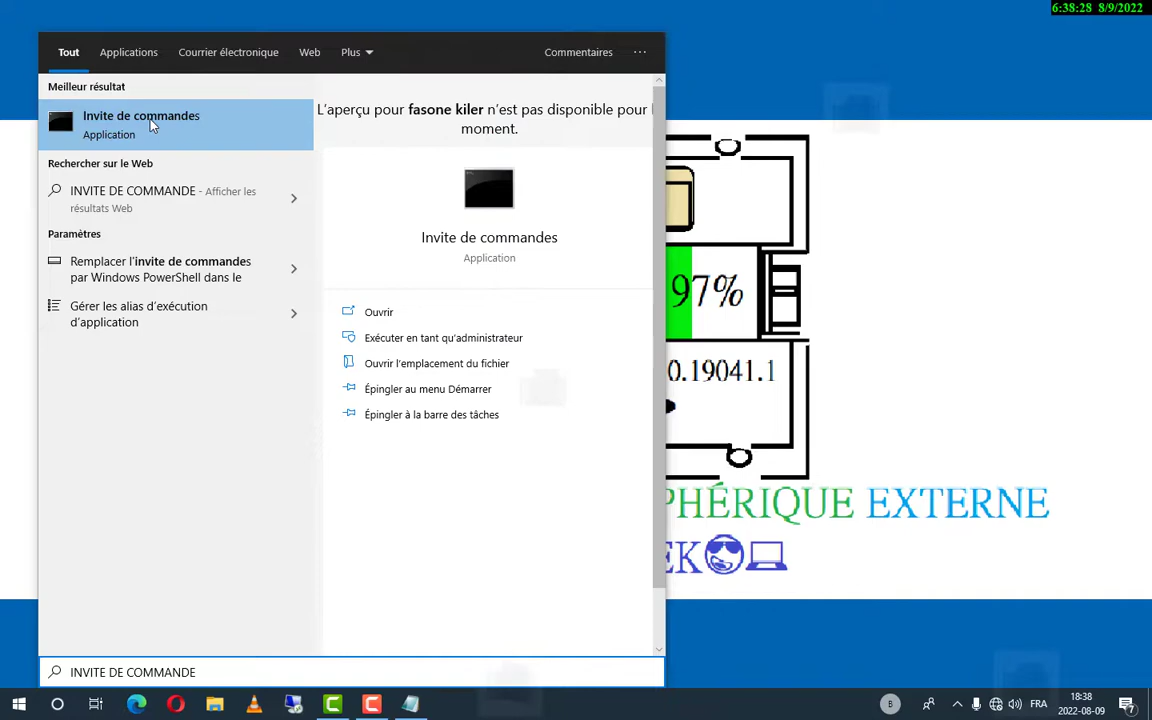 6:38:28 8/9/2022
Tout Applications Courrier électronique Web Plus Commentaires ...
Meilleur résultat
Invite de commandes
Application
Rechercher sur le Web
INVITE DE COMMANDE - Afficher les
résultats Web
Paramètres
Remplacer l'invite de commandes
par Windows PowerShell dans le
Gérer les alias d'exécution
d'application
L'aperçu pour fasone kiler n'est pas disponible pour l
moment.
Invite de commandes
Application
Ouvrir
Exécuter en tant qu'administrateur
Ouvrir l'emplacement du fichier
Épingler au menu Démarrer
Épingler à la barre des tâches
97%
0.19041.1
PHÉRIQUE EXTERNE
EK
INVITE DE COMMANDE
B
FRA
18:38
2022-08-09
7